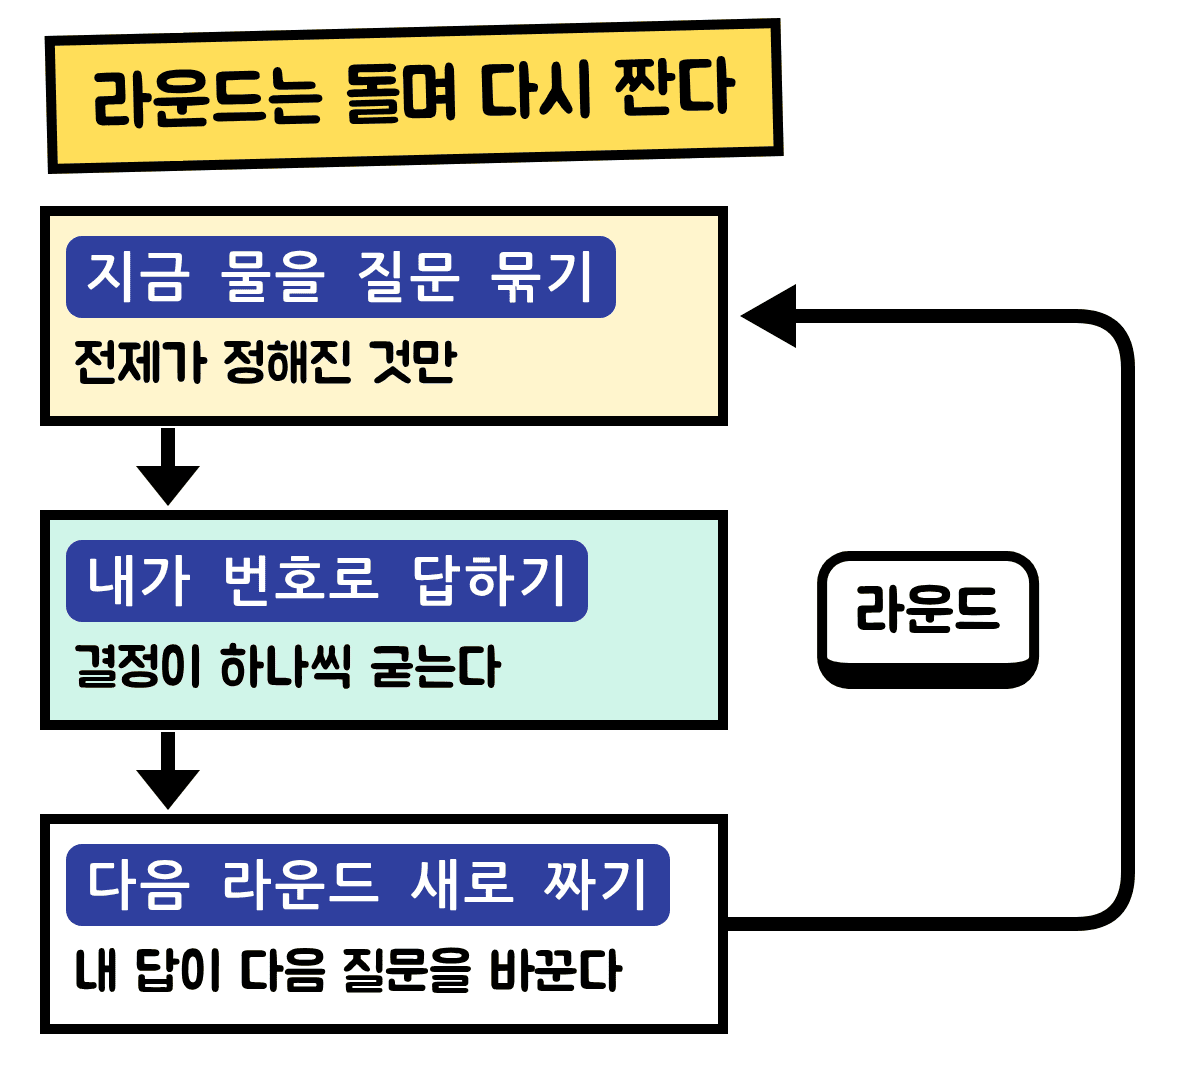 라운드는 돌며 다시 짠다
지금 물을 질문 묶기
전제가 정해진 것만
내가 번호로 답하기
결정이 하나씩 굳는다
라운드
다음 라운드 새로 짜기
내 답이 다음 질문을 바꾼다